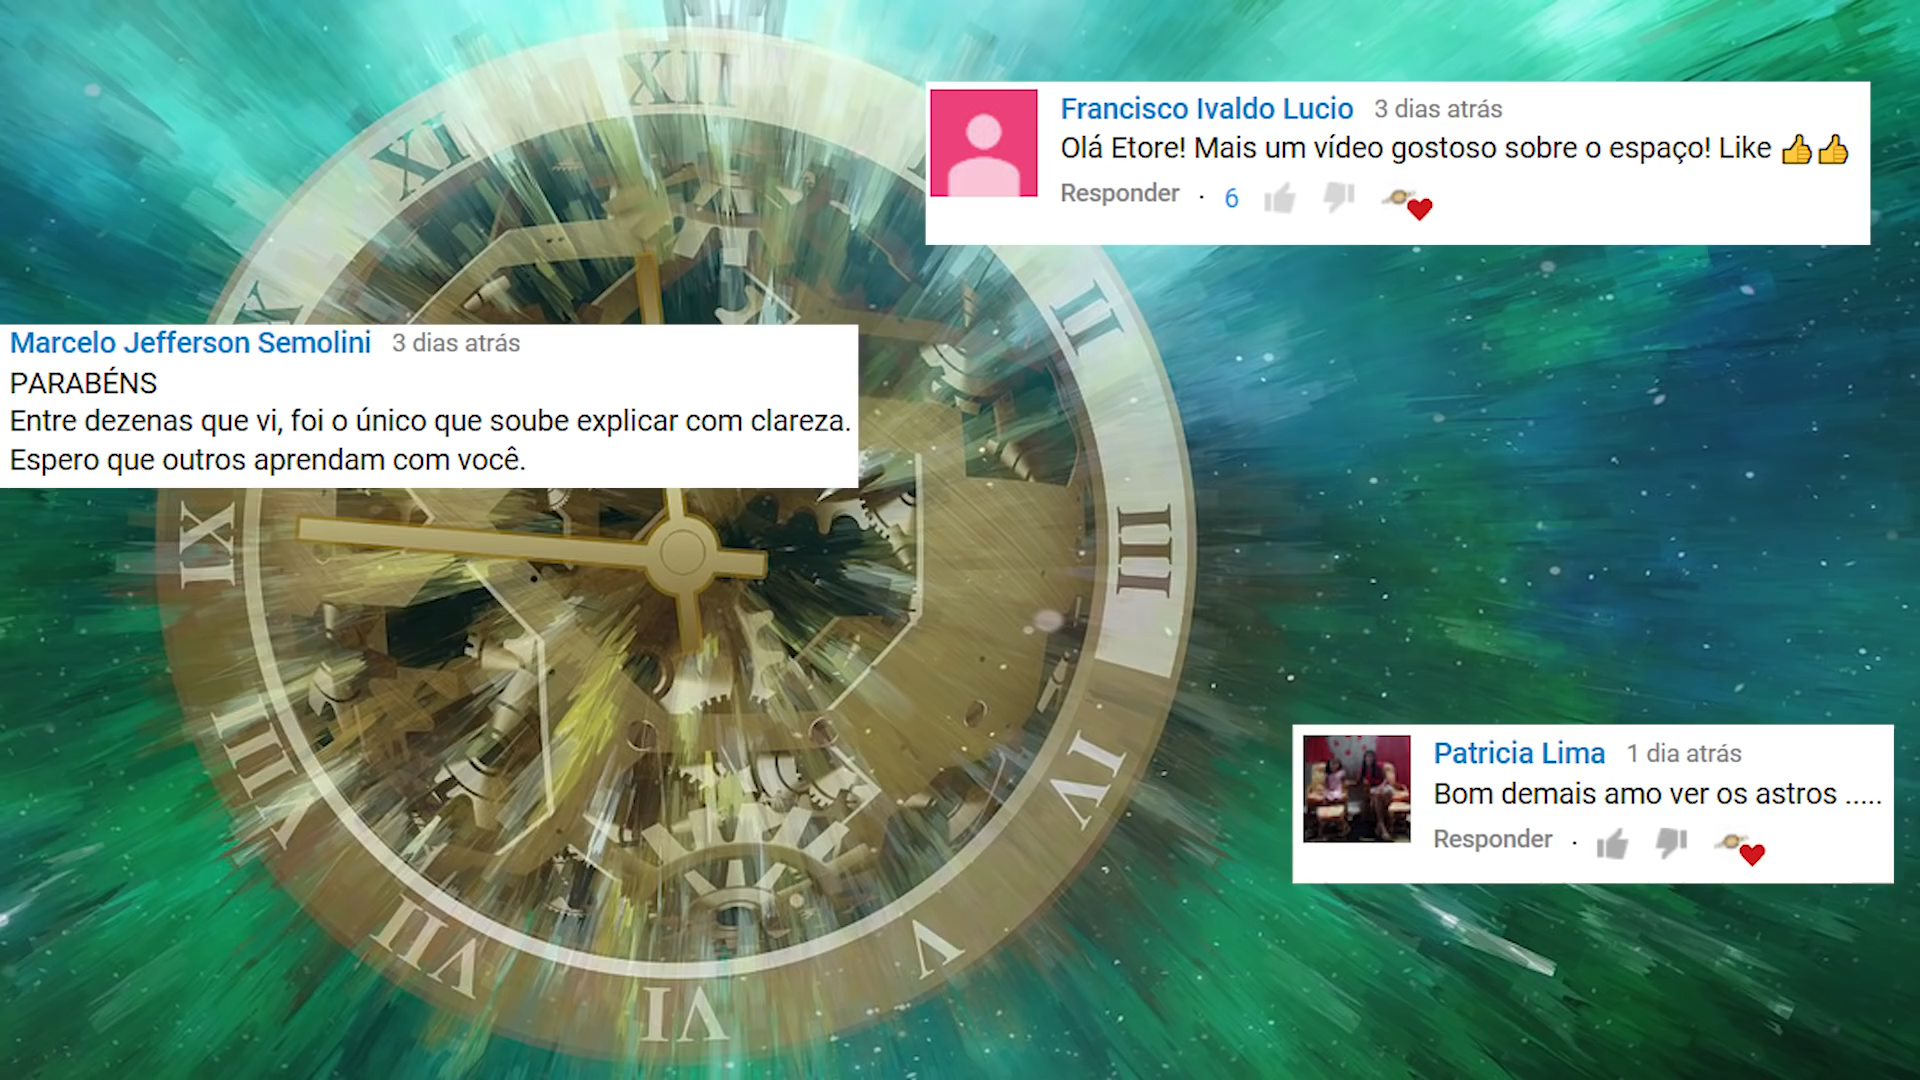 XII
XI
Francisco Ivaldo Lucio 3 dias atrás
Olá Etore! Mais um vídeo gostoso sobre o espaço! Like 👍👍
Responder · 6
X
II
Marcelo Jefferson Semolini 3 dias atrás
PARABÉNS
Entre dezenas que vi, foi o único que soube explicar com clareza.
Espero que outros aprendam com você.
IX
III
VIII
IV
Patricia Lima 1 dia atrás
Bom demais amo ver os astros .....
Responder ·
VII
V
VI